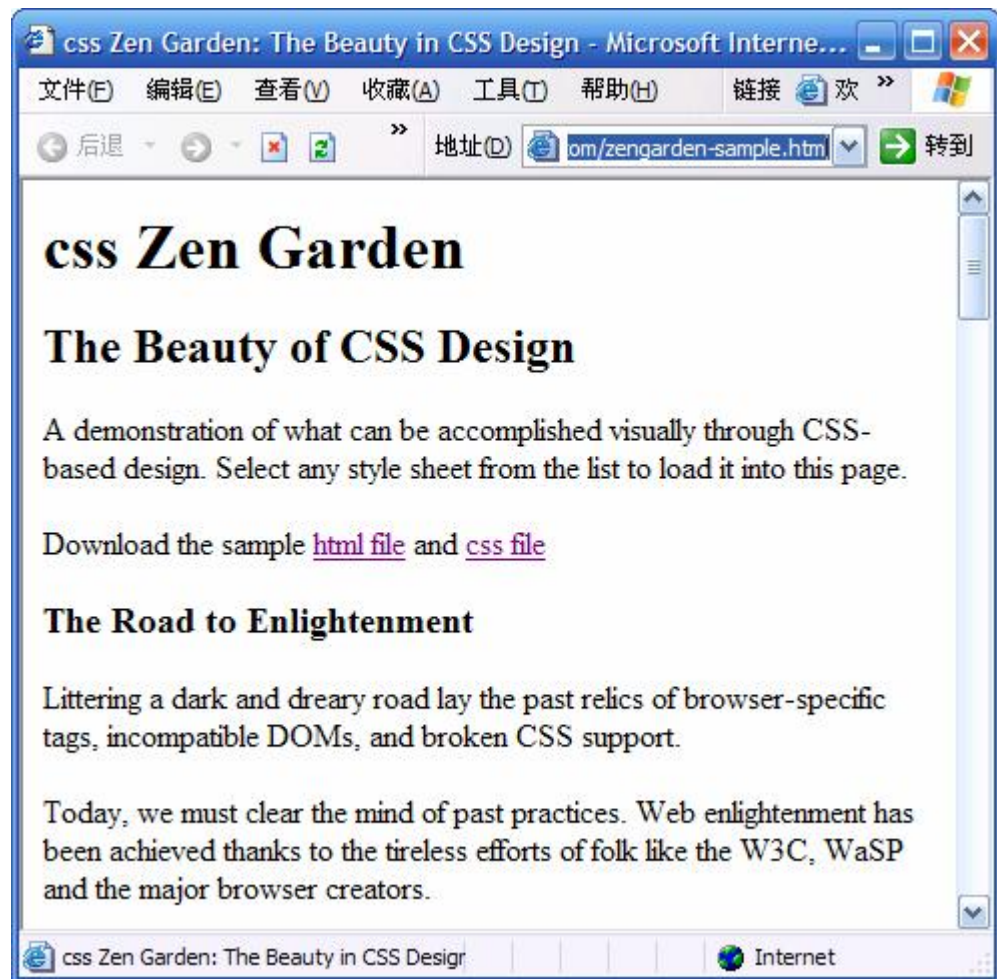 css Zen Garden: The Beauty in CSS Design - Microsoft Interne...
文件(F) 编辑(E) 查看(V) 收藏(A) 工具(T) 帮助(H) 链接 欢 »
后退 » 地址(D) om/zengarden-sample.html 转到
css Zen Garden
The Beauty of CSS Design
A demonstration of what can be accomplished visually through CSS-
based design. Select any style sheet from the list to load it into this page.
Download the sample html file and css file
The Road to Enlightenment
Littering a dark and dreary road lay the past relics of browser-specific
tags, incompatible DOMs, and broken CSS support.
Today, we must clear the mind of past practices. Web enlightenment has
been achieved thanks to the tireless efforts of folk like the W3C, WaSP
and the major browser creators.
css Zen Garden: The Beauty in CSS Desigr Internet